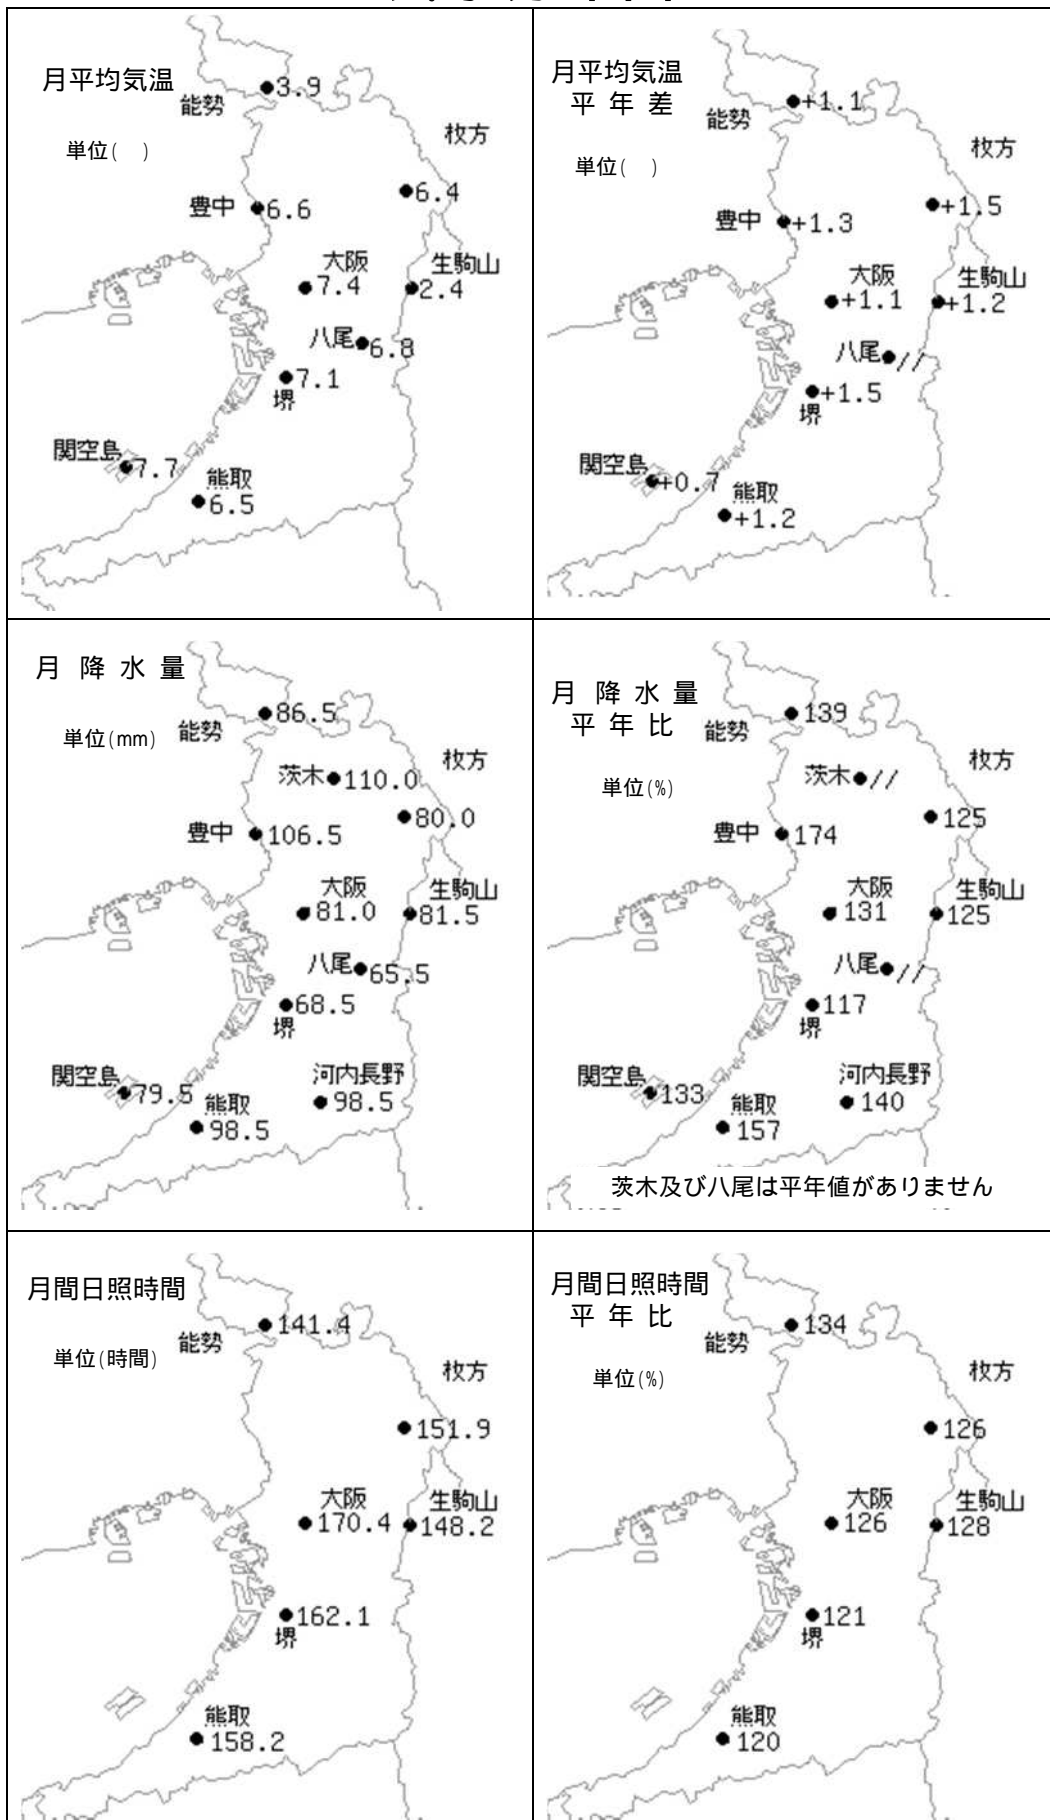 月平均気温
3.9
能勢
枚方
単位( )
6.4
豊中
6.6
大阪
生駒山
7.4
2.4
八尾
6.8
7.1
堺
関空島
7.7
熊取
6.5
月平均気温
平年差
+1.1
能勢
枚方
単位( )
+1.5
豊中
+1.3
大阪
生駒山
+1.1
+1.2
八尾
//
+1.5
堺
関空島
+0.7
熊取
+1.2
月降水量
86.5
能勢
単位(mm)
枚方
茨木
110.0
80.0
豊中
106.5
大阪
生駒山
81.0
81.5
八尾
65.5
68.5
堺
関空島
79.5
河内長野
98.5
熊取
98.5
月降水量
平年比
139
能勢
枚方
茨木
//
単位(%)
125
豊中
174
大阪
生駒山
131
125
八尾
//
117
堺
関空島
133
河内長野
140
熊取
157
茨木及び八尾は平年値がありません
月間日照時間
141.4
能勢
単位(時間)
枚方
151.9
大阪
生駒山
170.4
148.2
162.1
堺
熊取
158.2
月間日照時間
平年比
134
能勢
枚方
単位(%)
126
大阪
生駒山
126
128
121
堺
熊取
120